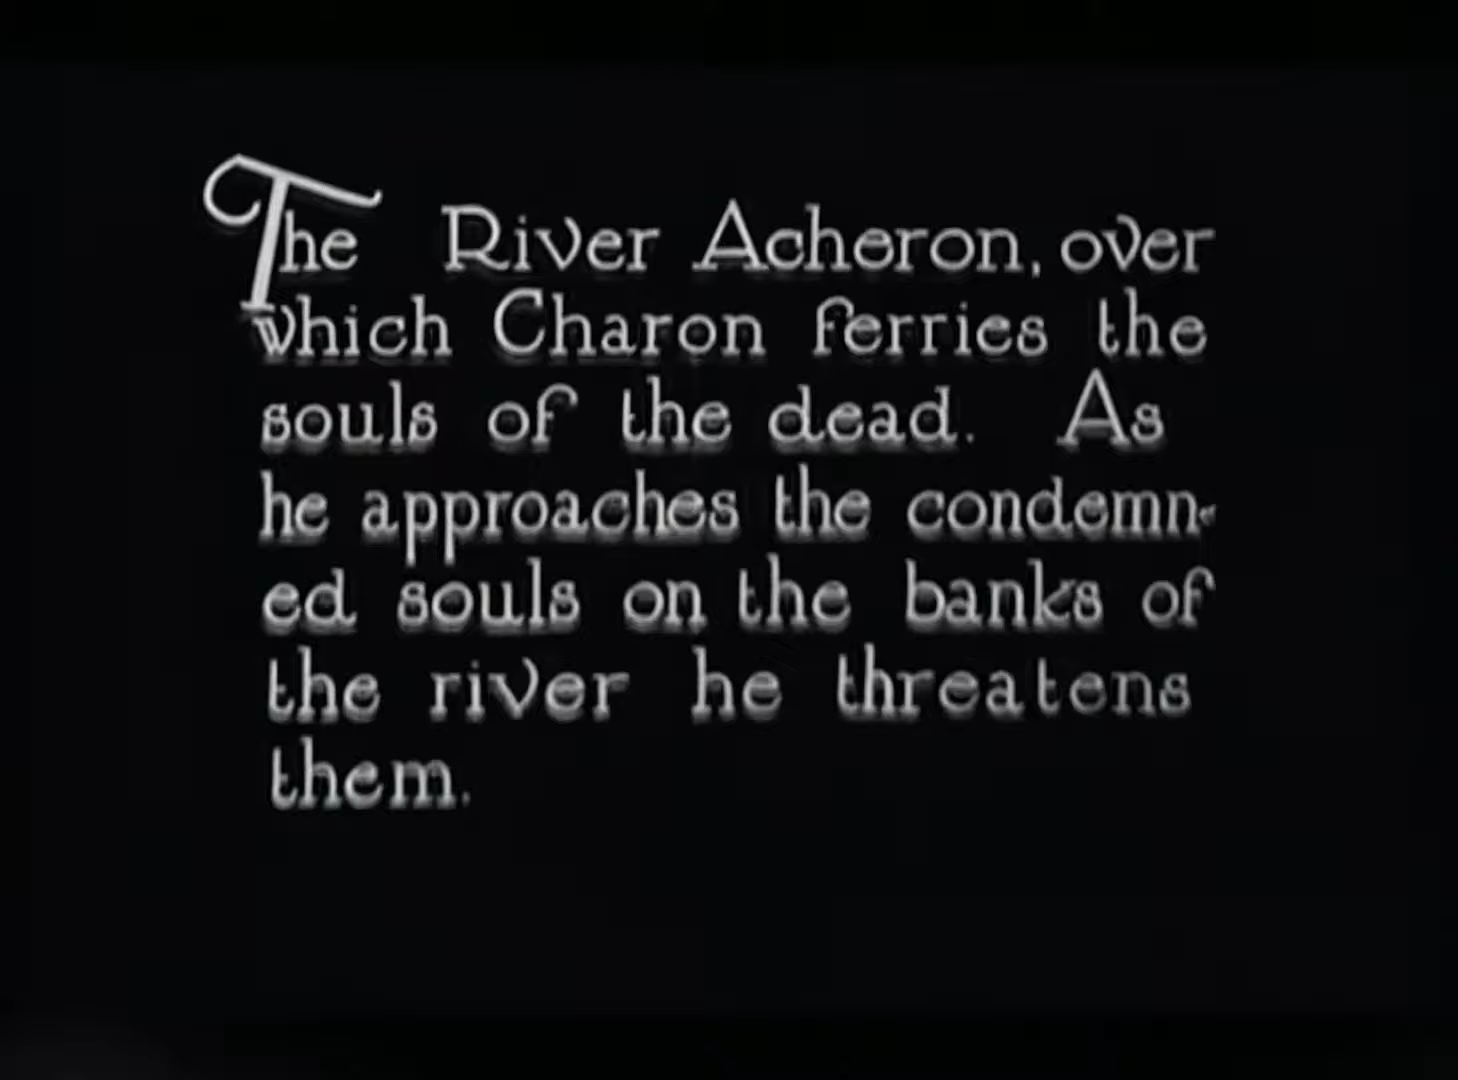 The River Acheron, over
which Charon ferries the
souls of the dead. As
he approaches the condemn-
ed souls on the banks of
the river he threatens
them.